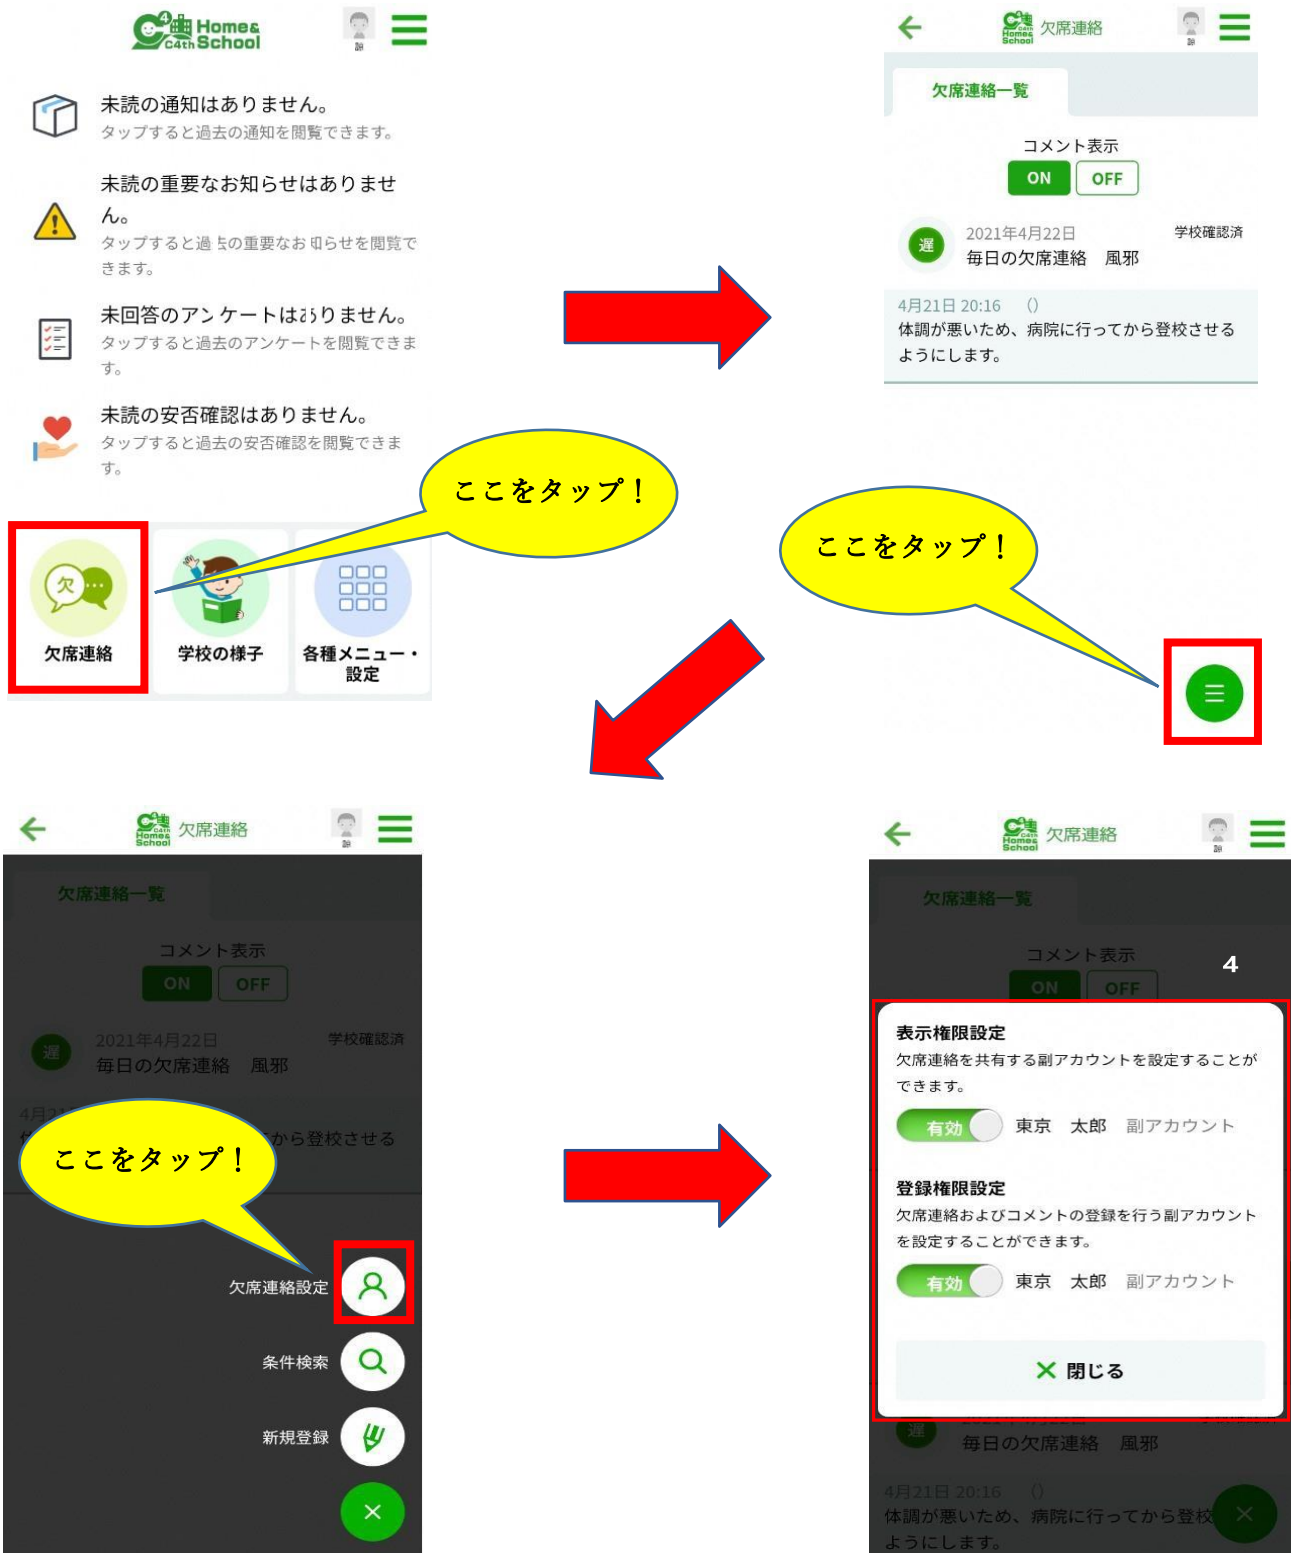 C4th Home& School
未読の通知はありません。
タップすると過去の通知を閲覧できます。
未読の重要なお知らせはありませ
ん。
タップすると過去の重要なお知らせを閲覧で
きます。
未回答のアンケートはありません。
タップすると過去のアンケートを閲覧できま
す。
未読の安否確認はありません。
タップすると過去の安否確認を閲覧できま
す。
ここをタップ！
欠
欠席連絡
学校の様子
各種メニュー・
設定
C4th Home& School 欠席連絡
欠席連絡一覧
コメント表示
ON OFF
遅
2021年4月22日 学校確認済
毎日の欠席連絡 風邪
4月21日 20:16 ()
体調が悪いため、病院に行ってから登校させる
ようにします。
ここをタップ！
C4th Home& School 欠席連絡
欠席連絡一覧
コメント表示
ON OFF
遅
2021年4月22日 学校確認済
毎日の欠席連絡 風邪
から登校させる
ここをタップ！
欠席連絡設定
条件検索
新規登録
C4th Home& School 欠席連絡
欠席連絡一覧
コメント表示
4
ON OFF
表示権限設定
欠席連絡を共有する副アカウントを設定することが
できます。
有効 東京 太郎 副アカウント
登録権限設定
欠席連絡およびコメントの登録を行う副アカウント
を設定することができます。
有効 東京 太郎 副アカウント
閉じる
遅
毎日の欠席連絡 風邪
4月21日 20:16 ()
体調が悪いため、病院に行ってから登校
ようにします。